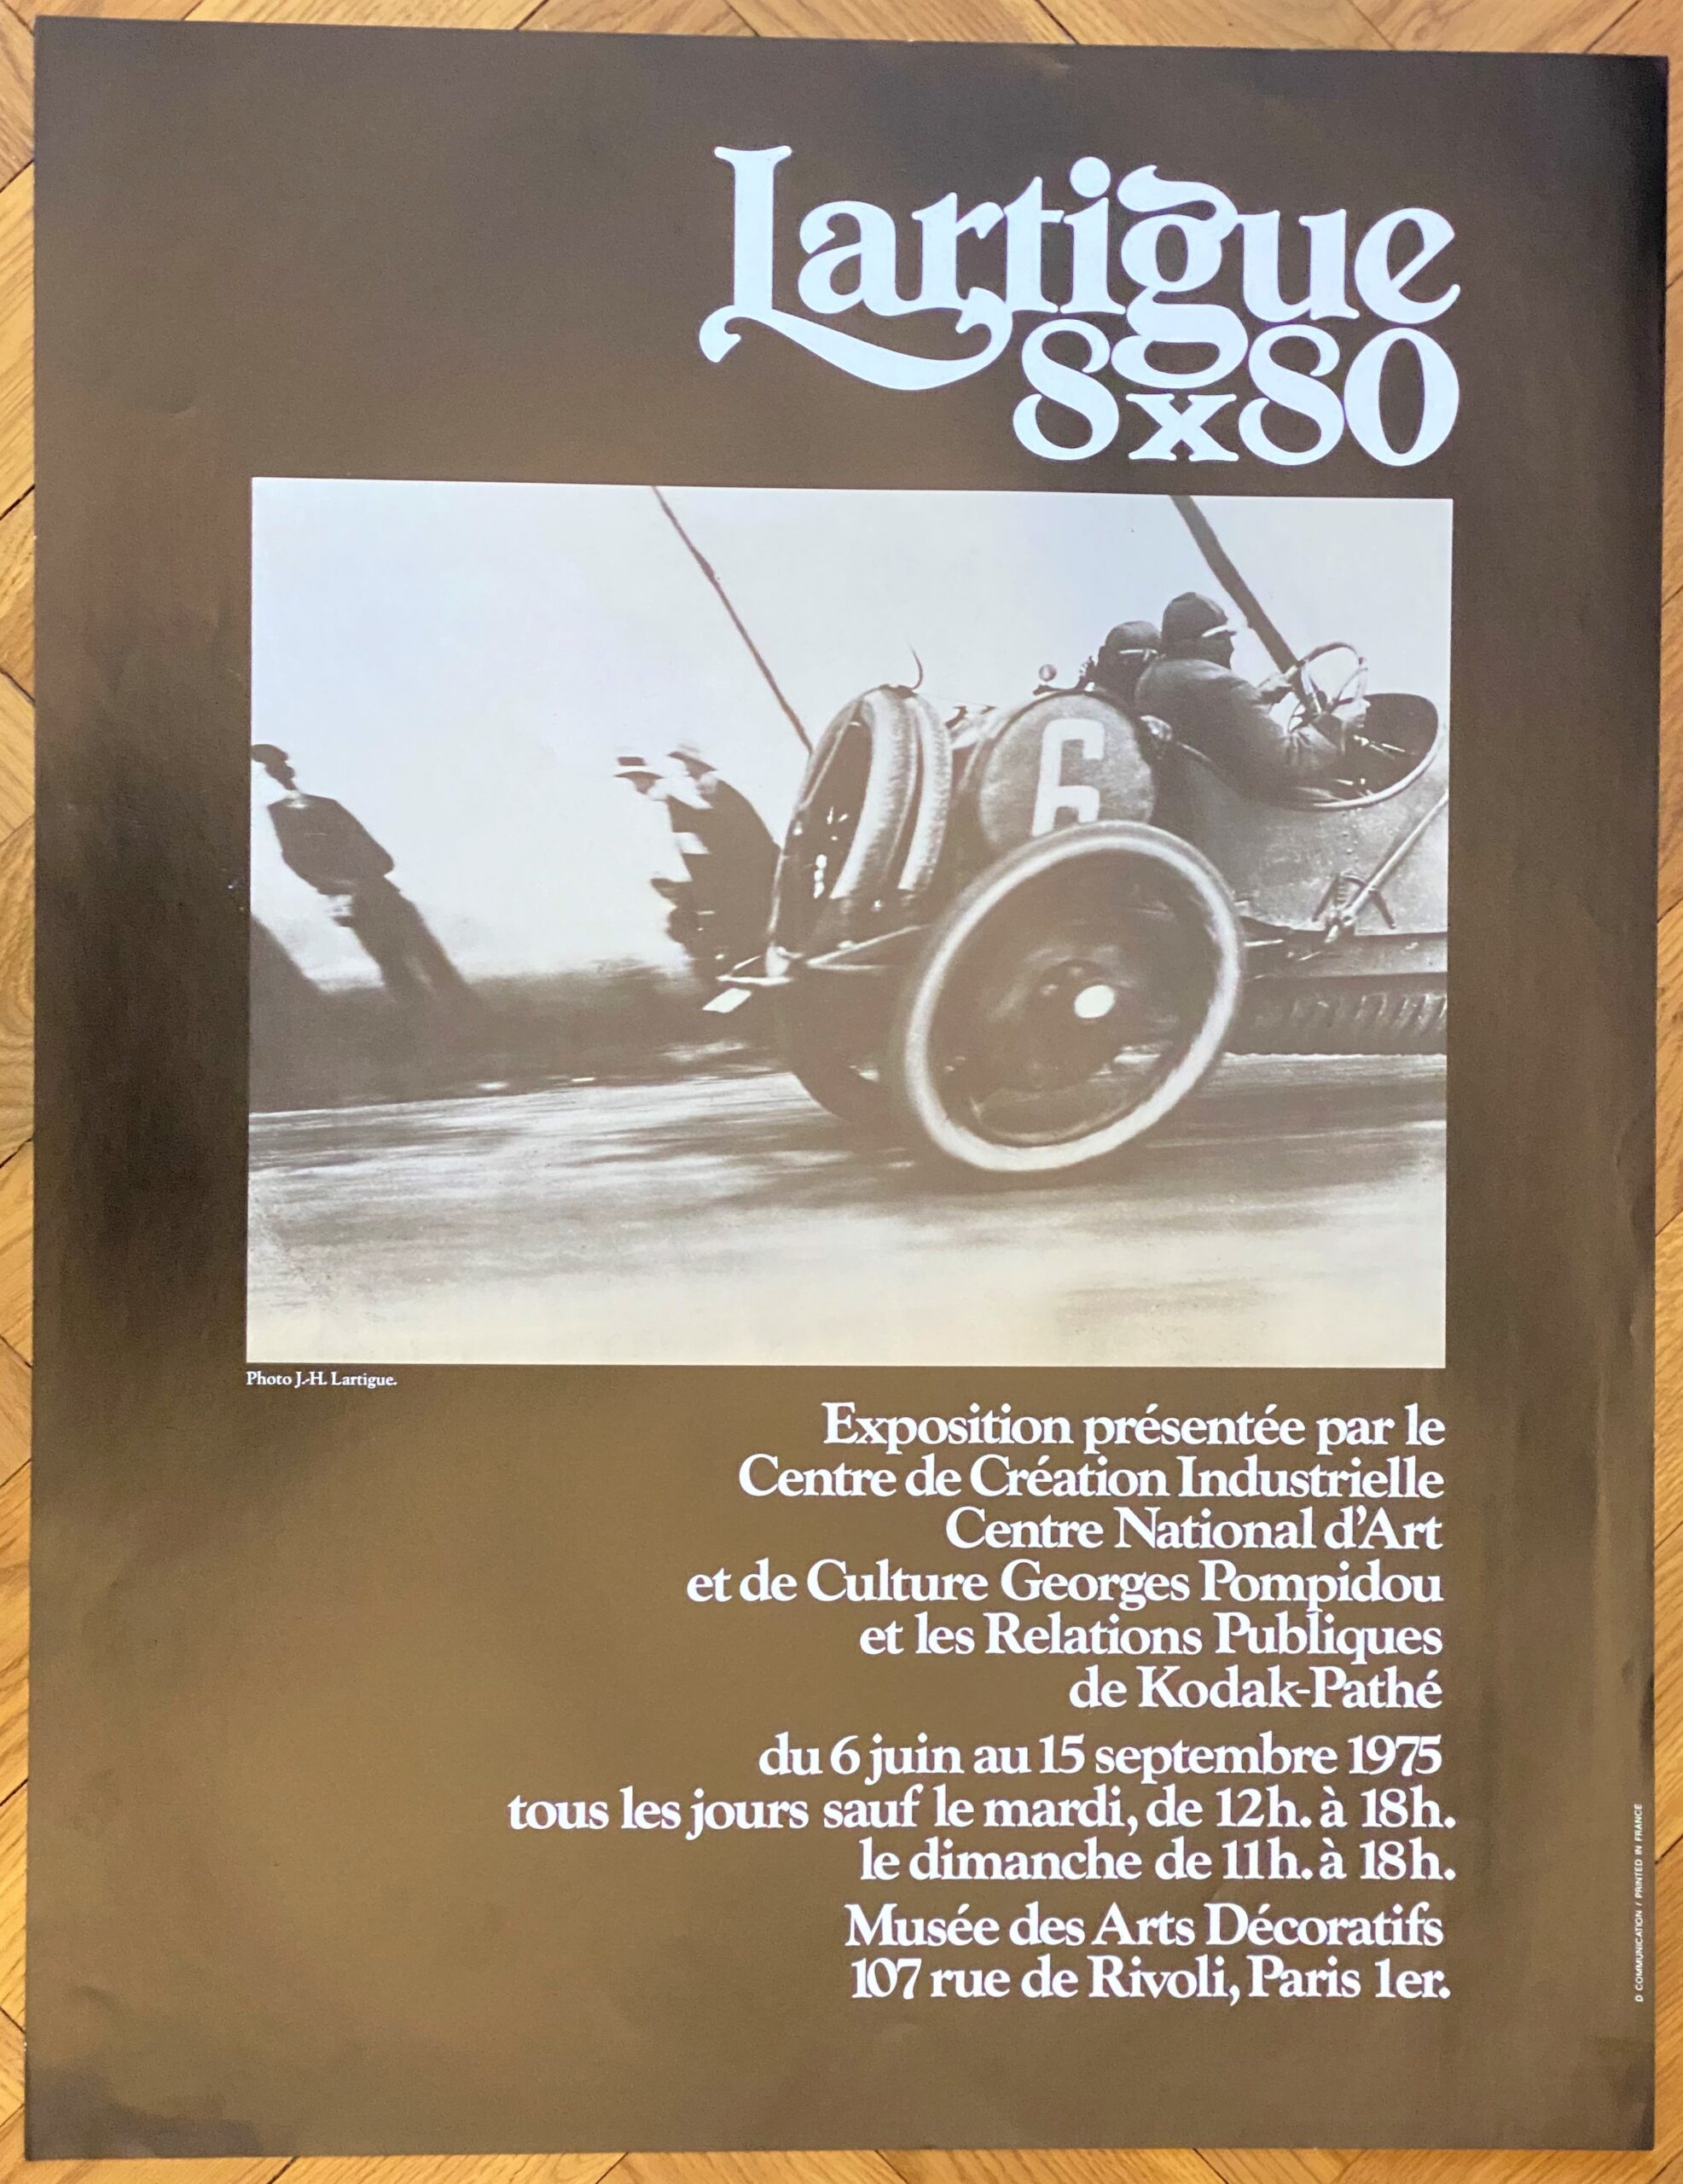 Lartigue
8x80
6
Photo J.-H. Lartigue.
Exposition présentée par le
Centre de Création Industrielle
Centre National d'Art
et de Culture Georges Pompidou
et les Relations Publiques
de Kodak-Pathé
du 6 juin au 15 septembre 1975
tous les jours sauf le mardi, de 12h. à 18h.
le dimanche de 11h. à 18h.
Musée des Arts Décoratifs
107 rue de Rivoli, Paris 1er.
D COMMUNICATION / PRINTED IN FRANCE